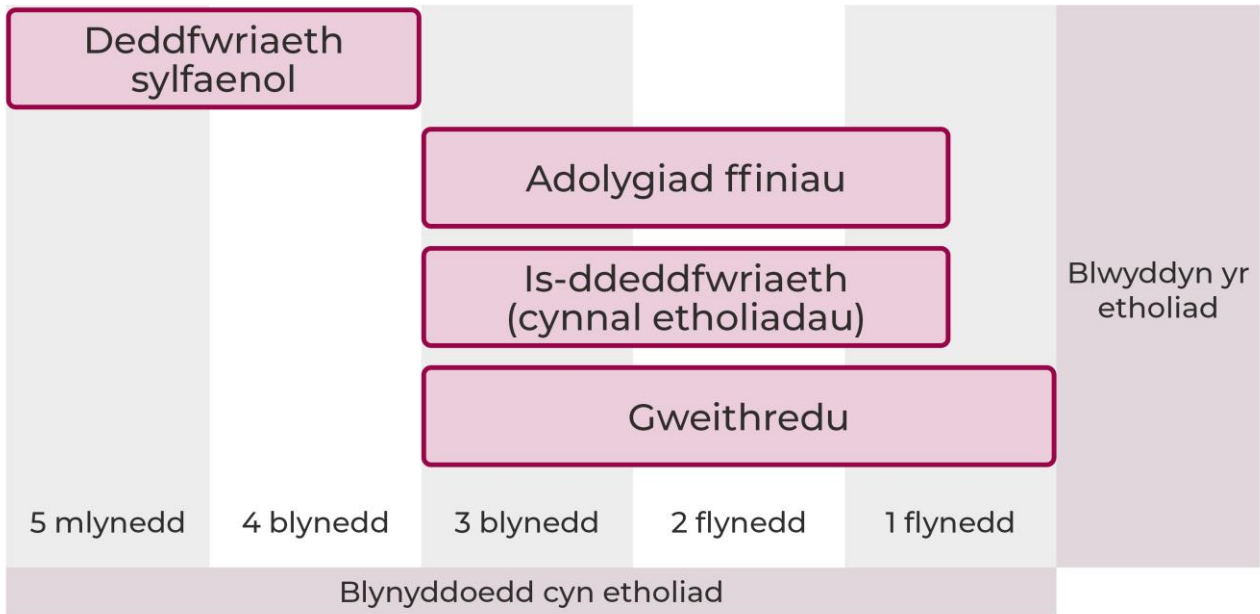 Deddfwriaeth
sylfaenol
Adolygiad ffiniau
Is-ddeddfwriaeth
(cynnal etholiadau)
Gweithredu
Blwyddyn yr
etholiad
5 mlynedd
4 blynedd
3 blynedd
2 flynedd
1 flynedd
Blynyddoedd cyn etholiad